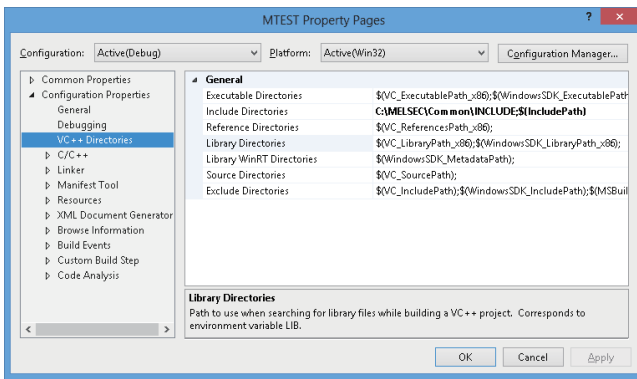 MTEST Property Pages
? ×
Configuration: Active(Debug) Platform: Active(Win32) Configuration Manager...
Common Properties
Configuration Properties
General
Debugging
VC++ Directories
C/C++
Linker
Manifest Tool
Resources
XML Document Generator
Browse Information
Build Events
Custom Build Step
Code Analysis
General
Executable Directories $(VC_ExecutablePath_x86);$(WindowsSDK_ExecutablePath
Include Directories C:\MELSEC\Common\INCLUDE;$(IncludePath)
Reference Directories $(VC_ReferencesPath_x86);
Library Directories $(VC_LibraryPath_x86);$(WindowsSDK_LibraryPath_x86);
Library WinRT Directories $(WindowsSDK_MetadataPath);
Source Directories $(VC_SourcePath);
Exclude Directories $(VC_IncludePath);$(WindowsSDK_IncludePath);$(MSBuil
Library Directories
Path to use when searching for library files while building a VC++ project. Corresponds to
environment variable LIB.
OK Cancel Apply